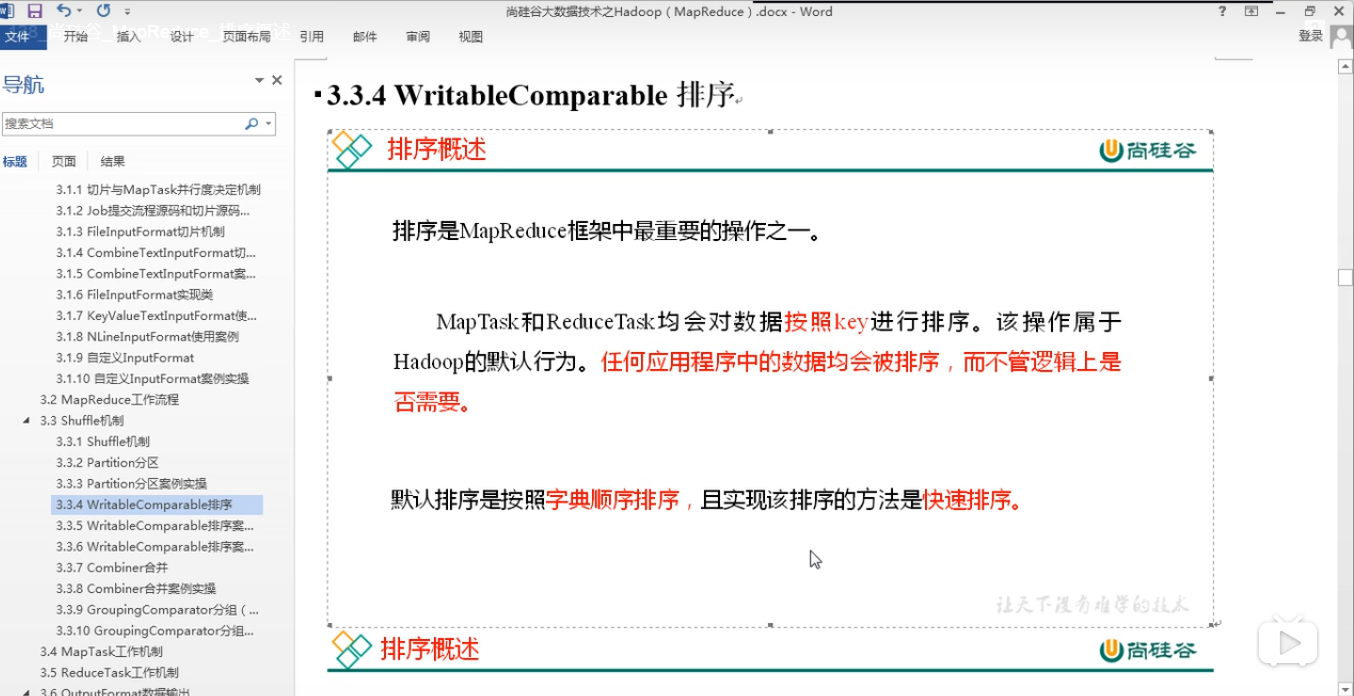 尚硅谷大数据技术之Hadoop（MapReduce）.docx - Word
文件 开始 插入 设计 页面布局 引用 邮件 审阅 视图 登录
导航
搜索文档
标题 页面 结果
3.1.1 切片与MapTask并行度决定机制
3.1.2 Job提交流程源码和切片源码...
3.1.3 FileInputFormat切片机制
3.1.4 CombineTextInputFormat切...
3.1.5 CombineTextInputFormat案...
3.1.6 FileInputFormat实现类
3.1.7 KeyValueTextInputFormat使...
3.1.8 NLineInputFormat使用案例
3.1.9 自定义InputFormat
3.1.10 自定义InputFormat案例实操
3.2 MapReduce工作流程
3.3 Shuffle机制
3.3.1 Shuffle机制
3.3.2 Partition分区
3.3.3 Partition分区案例实操
3.3.4 WritableComparable排序
3.3.5 WritableComparable排序案...
3.3.6 WritableComparable排序案...
3.3.7 Combiner合并
3.3.8 Combiner合并案例实操
3.3.9 GroupingComparator分组（...
3.3.10 GroupingComparator分组...
3.4 MapTask工作机制
3.5 ReduceTask工作机制
3.6 OutputFormat数据输出
3.3.4 WritableComparable 排序
排序概述
尚硅谷
排序是MapReduce框架中最重要的操作之一。
MapTask和ReduceTask均会对数据按照key进行排序。该操作属于
Hadoop的默认行为。任何应用程序中的数据均会被排序，而不管逻辑上是
否需要。
默认排序是按照字典顺序排序，且实现该排序的方法是快速排序。
让天下没有难学的技术
排序概述
尚硅谷